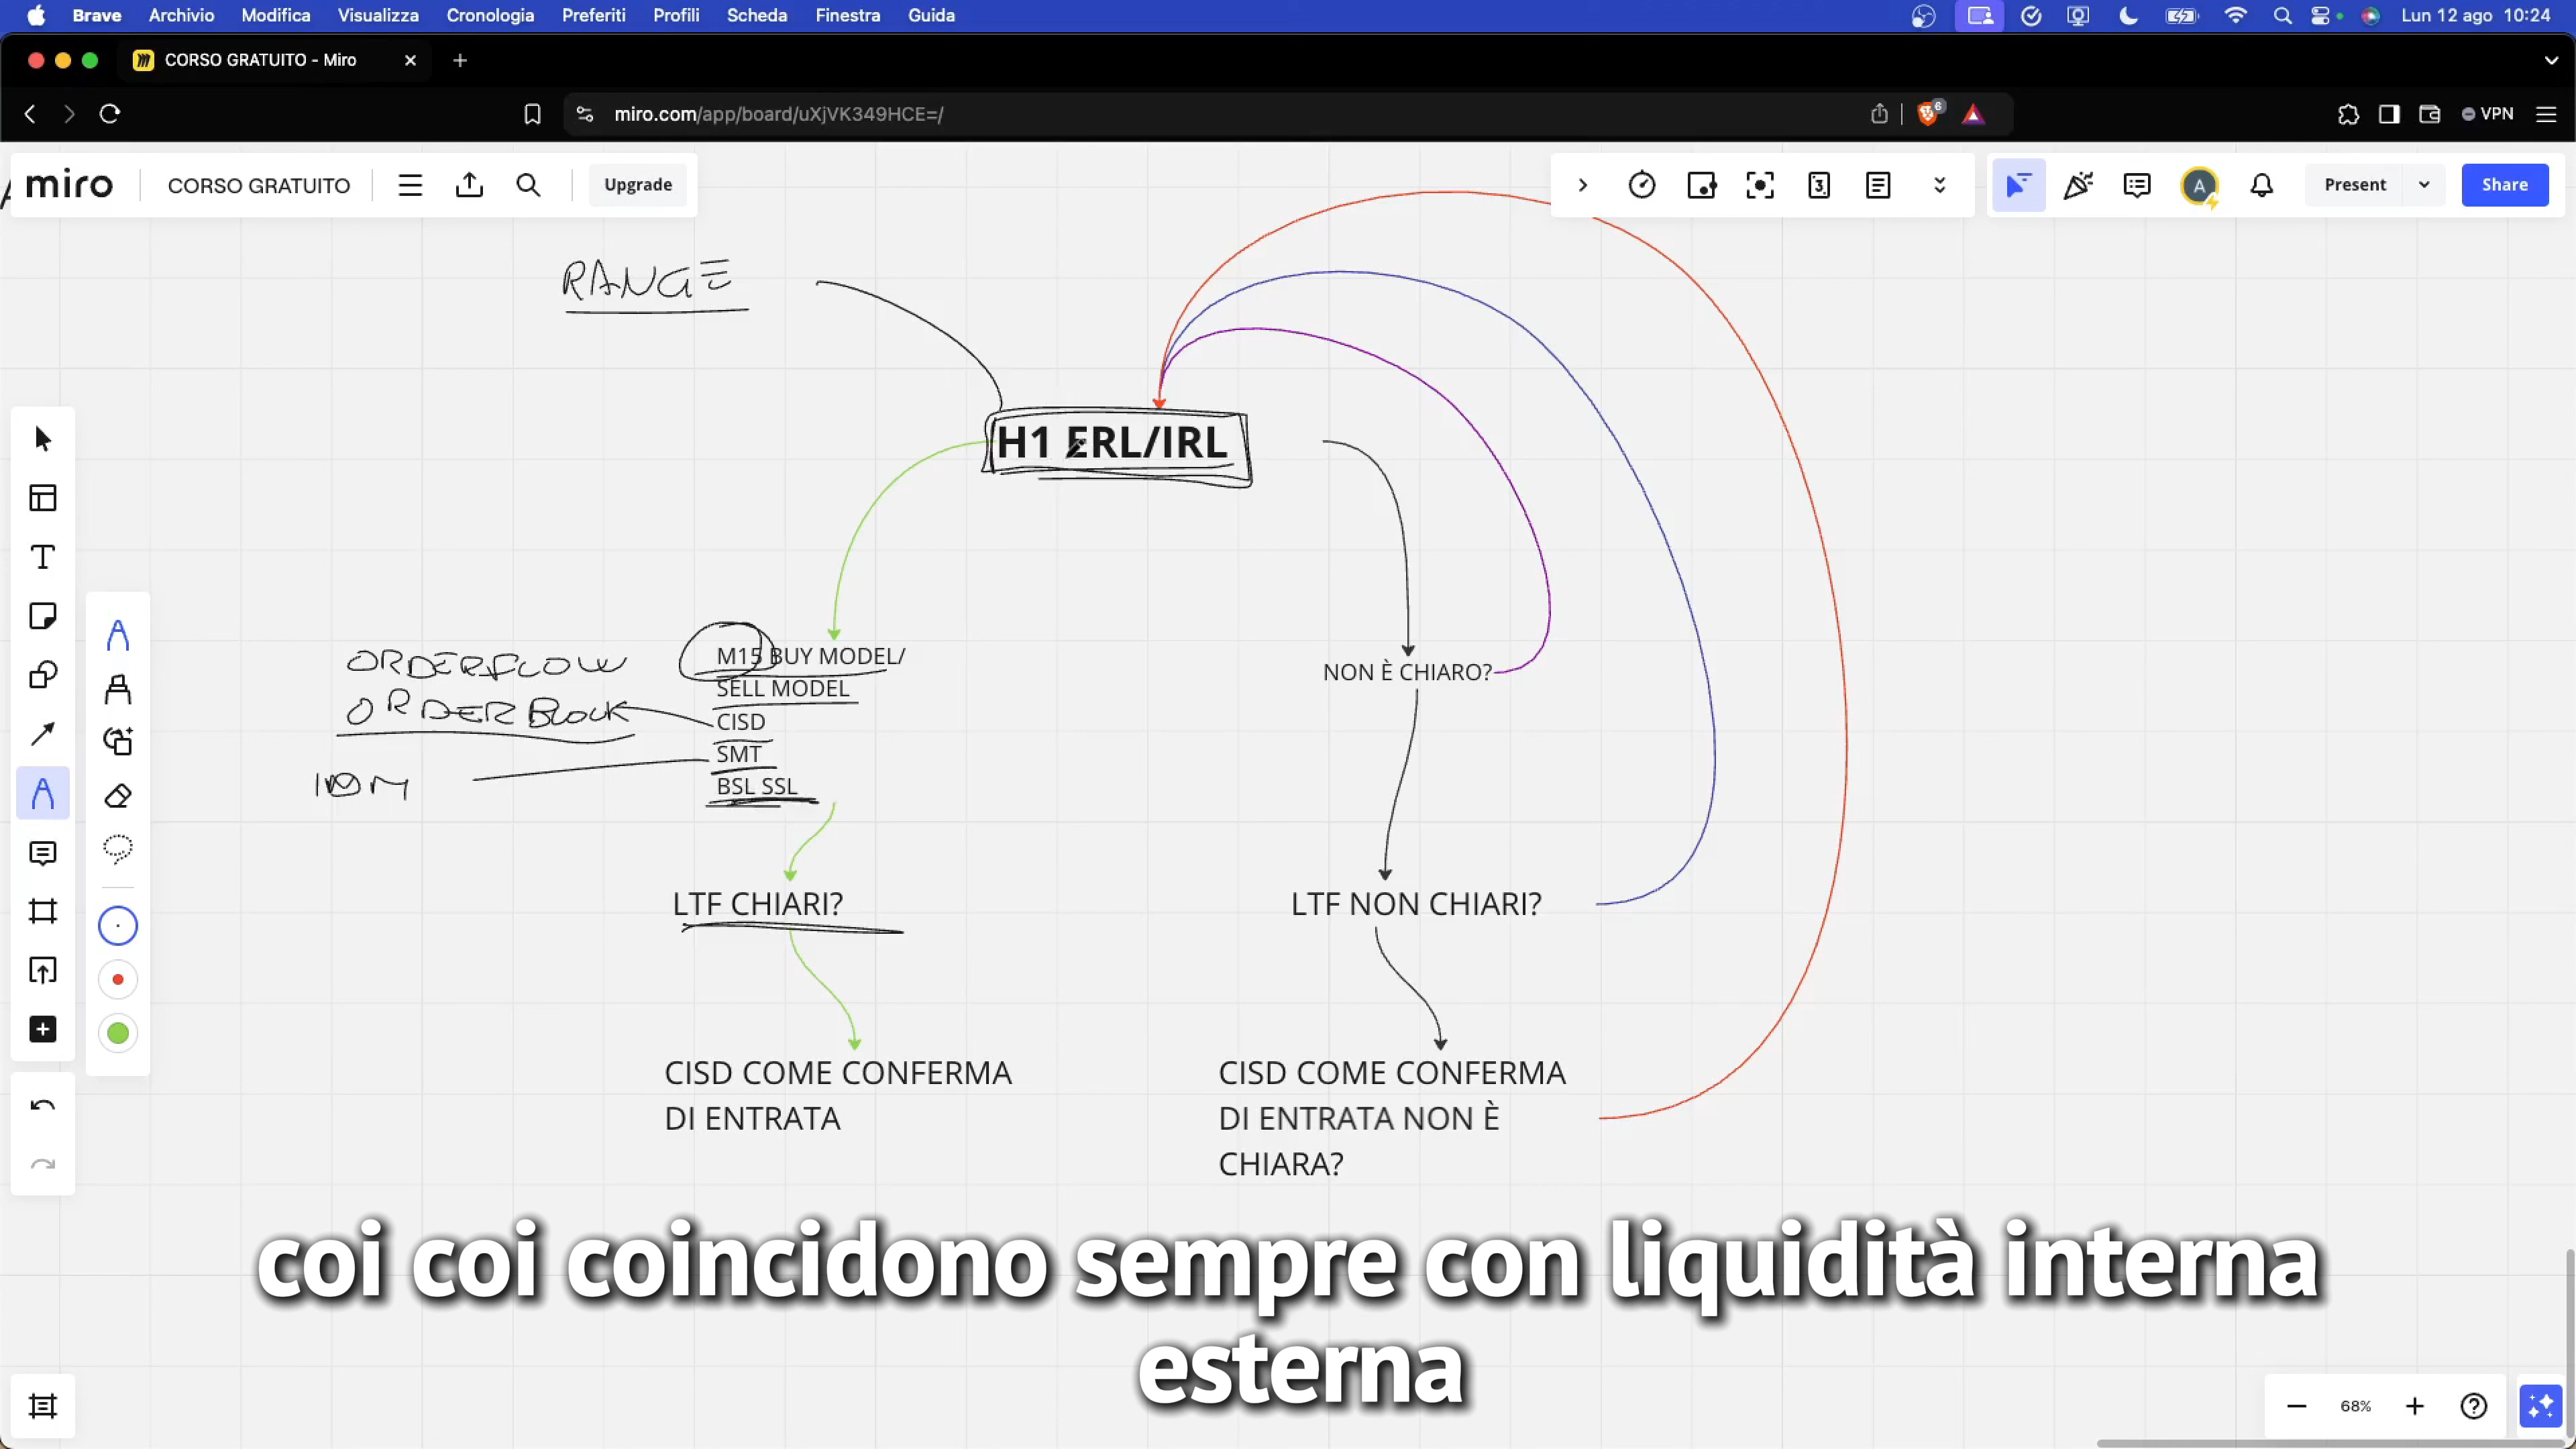 Brave Archivio Modifica Visualizza Cronologia Preferiti Profili Scheda Finestra Guida
Lun 12 ago 10:24
CORSO GRATUITO - Miro
miro.com/app/board/uXjVK349HCE=/
6
VPN
miro
CORSO GRATUITO
Upgrade
3
A
Present
Share
RANGE
H1 ERL/IRL
ORDERFLOW
ORDERBLOCK
M15 BUY MODEL/
SELL MODEL
CISD
SMT
BSL SSL
NON È CHIARO?
LTF CHIARI?
LTF NON CHIARI?
CISD COME CONFERMA
DI ENTRATA
CISD COME CONFERMA
DI ENTRATA NON È
CHIARA?
coi coi coincidono sempre con liquidità interna
esterna
68%